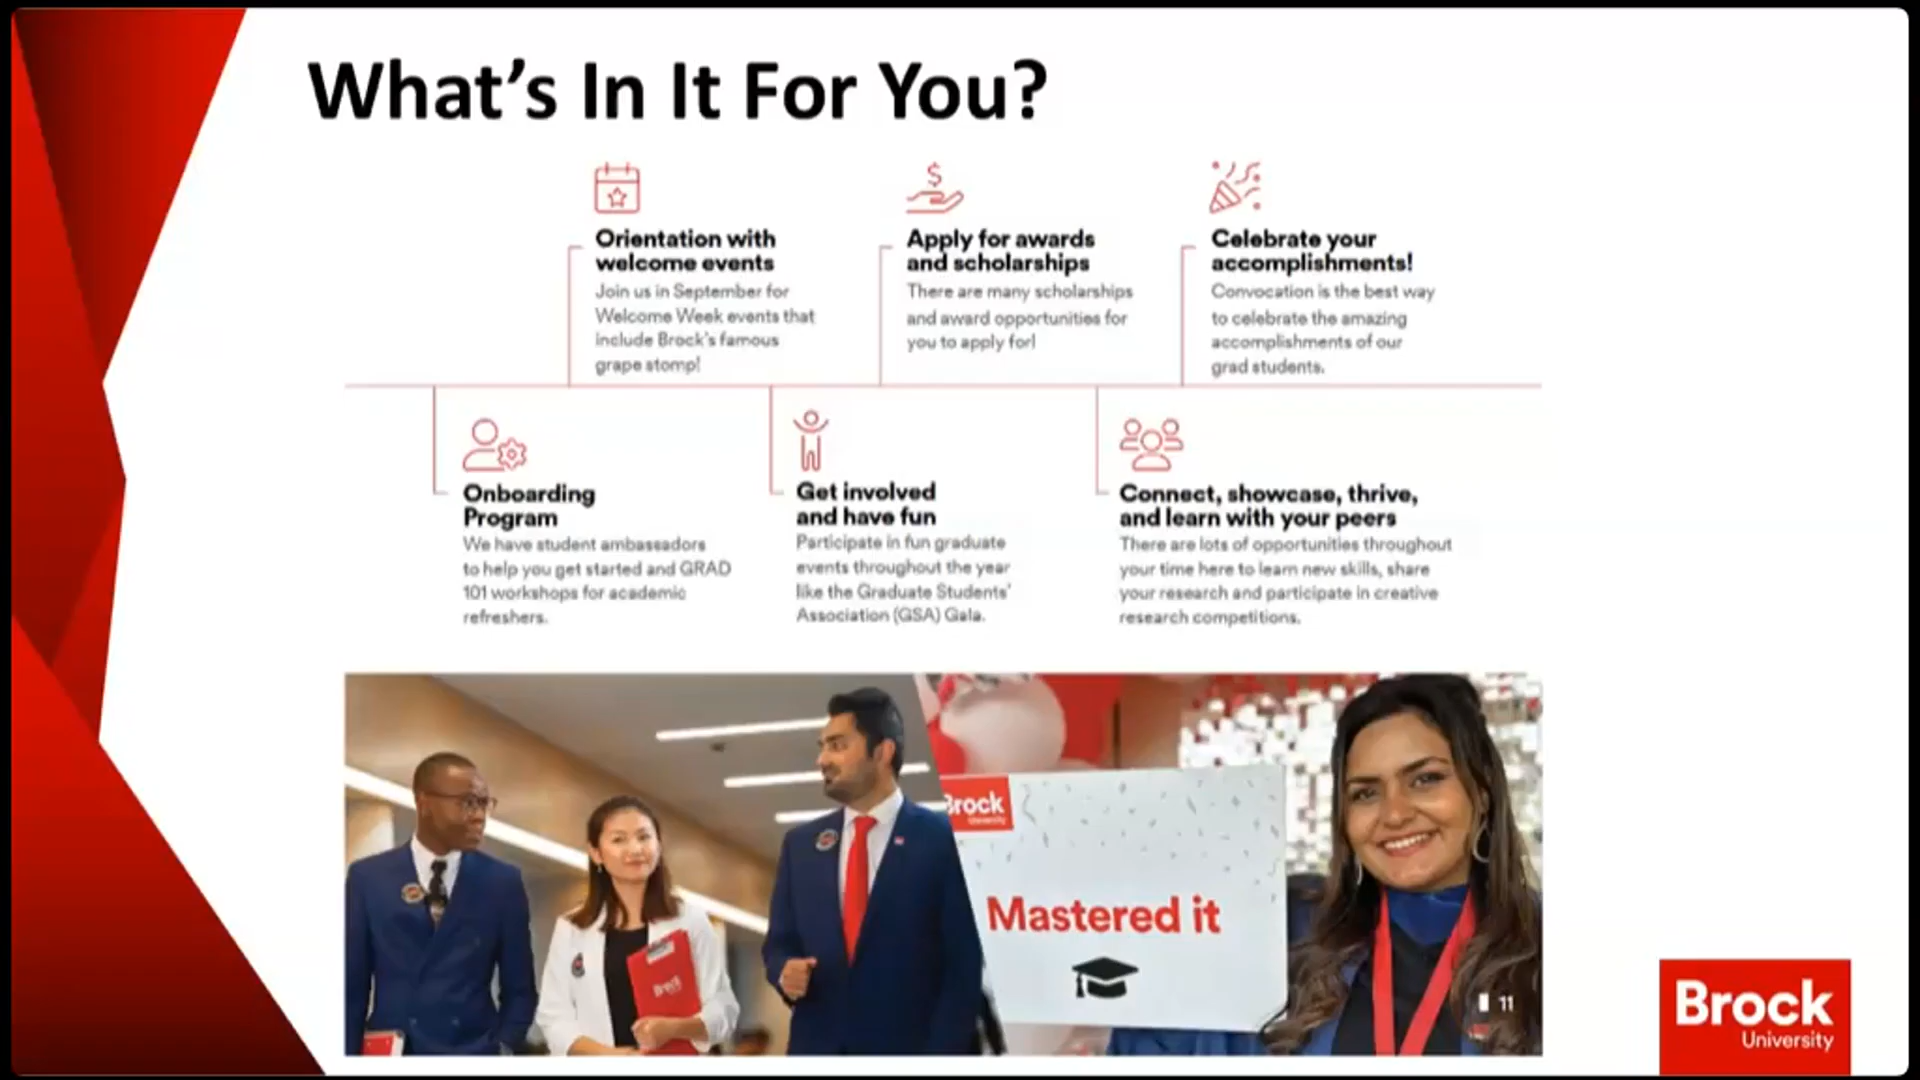 What's In It For You?
Orientation with
welcome events
Join us in September for
Welcome Week events that
include Brock's famous
grape stomp!
Apply for awards
and scholarships
There are many scholarships
and award opportunities for
you to apply for!
Celebrate your
accomplishments!
Convocation is the best way
to celebrate the amazing
accomplishments of our
grad students.
Onboarding
Program
We have student ambassadors
to help you get started and GRAD
101 workshops for academic
refreshers.
Get involved
and have fun
Participate in fun graduate
events throughout the year
like the Graduate Students'
Association (GSA) Gala.
Connect, showcase, thrive,
and learn with your peers
There are lots of opportunities throughout
your time here to learn new skills, share
your research and participate in creative
research competitions.
Brock
Brock
University
Mastered it
11
Brock
University